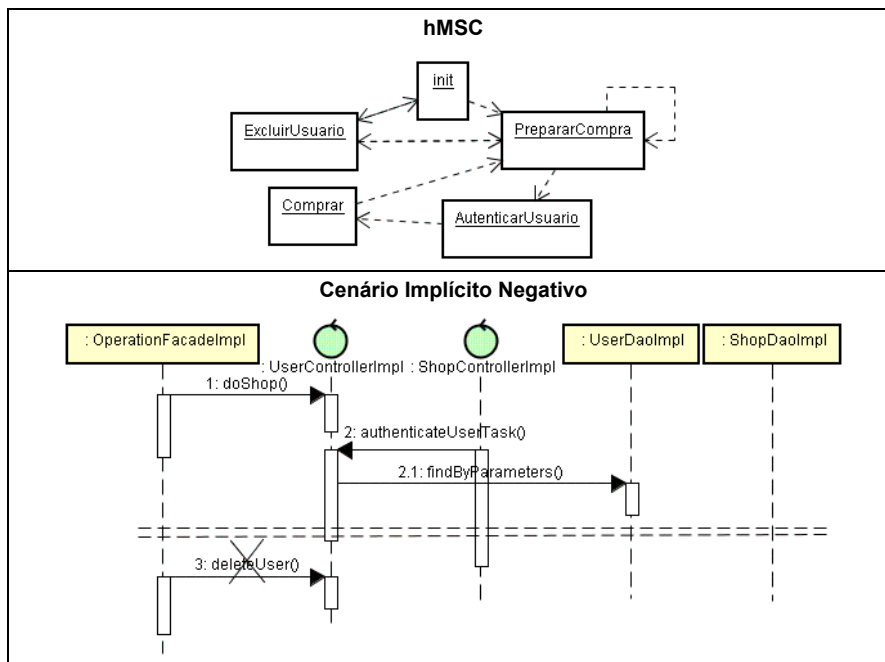 hMSC
init
ExcluirUsuario
PrepararCompra
Comprar
AutenticarUsuario
Cenário Implícito Negativo
: OperationFacadeImpl
: UserControllerImpl
: ShopControllerImpl
: UserDaoImpl
: ShopDaoImpl
1: doShop()
2: authenticateUserTask()
2.1: findByParameters()
3: deleteUser()